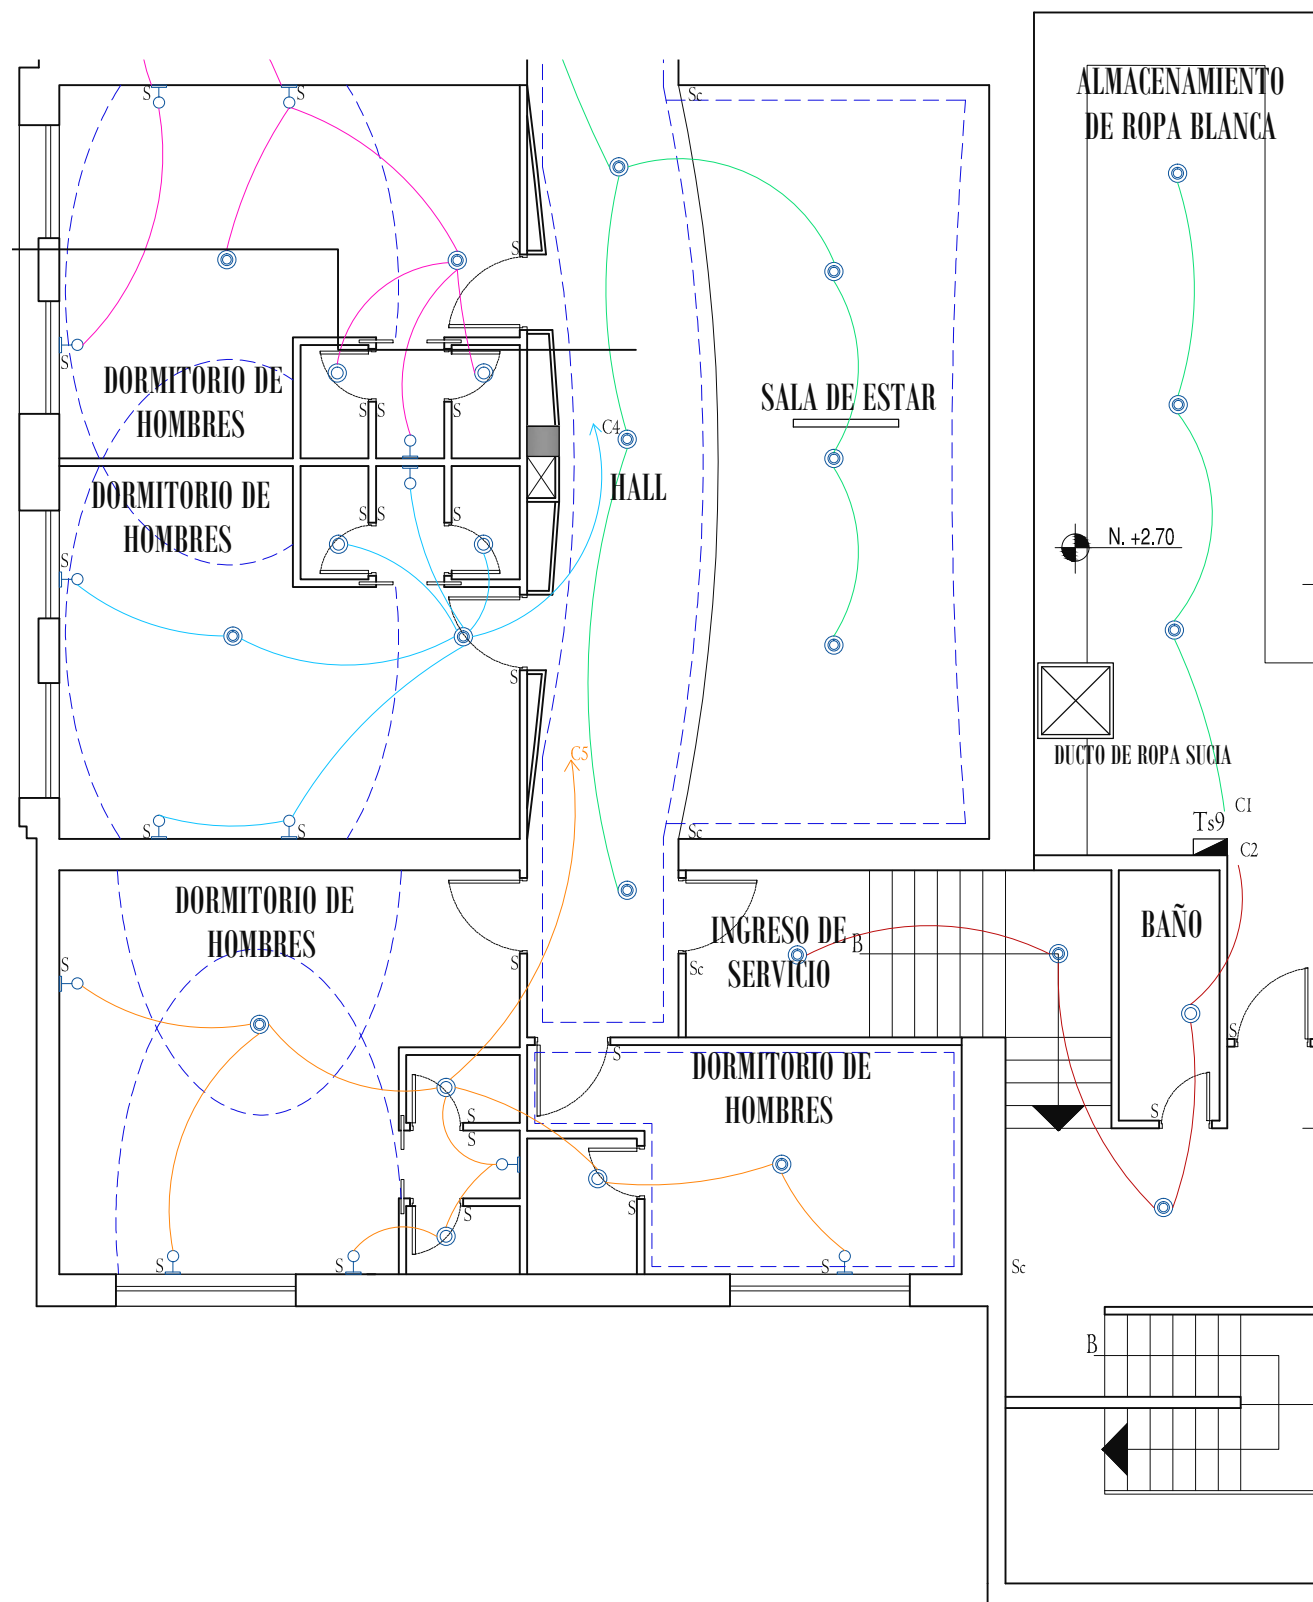 S
S
Sc
ALMACENAMIENTO
DE ROPA BLANCA
S
S
DORMITORIO DE
HOMBRES
S
S
S
SALA DE ESTAR
C4
HALL
DORMITORIO DE
HOMBRES
S
S
S
S
N. +2.70
S
C5
DUCTO DE ROPA SUCIA
C1
Ts9
S
S
Sc
C2
DORMITORIO DE
HOMBRES
INGRESO DE
SERVICIO
B
BAÑO
S
S
Sc
S
S
DORMITORIO DE
HOMBRES
S
S
S
S
S
S
S
S
Sc
B